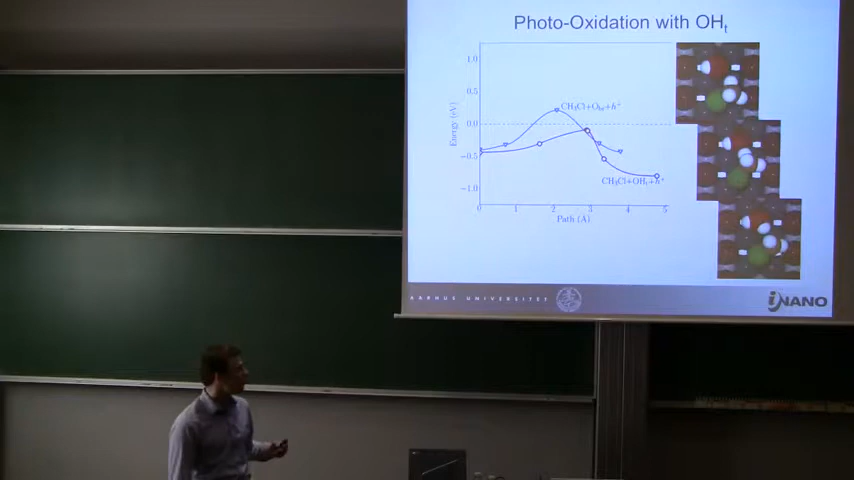 Photo-Oxidation with OHₜ
1.0
0.5
0.0
−0.5
−1.0
Energy (eV)
CH₃Cl+O_br+h⁺
CH₃Cl+OHₜ+h⁺
0 1 2 3 4 5
Path (Å)
AARHUS UNIVERSITET
iNANO